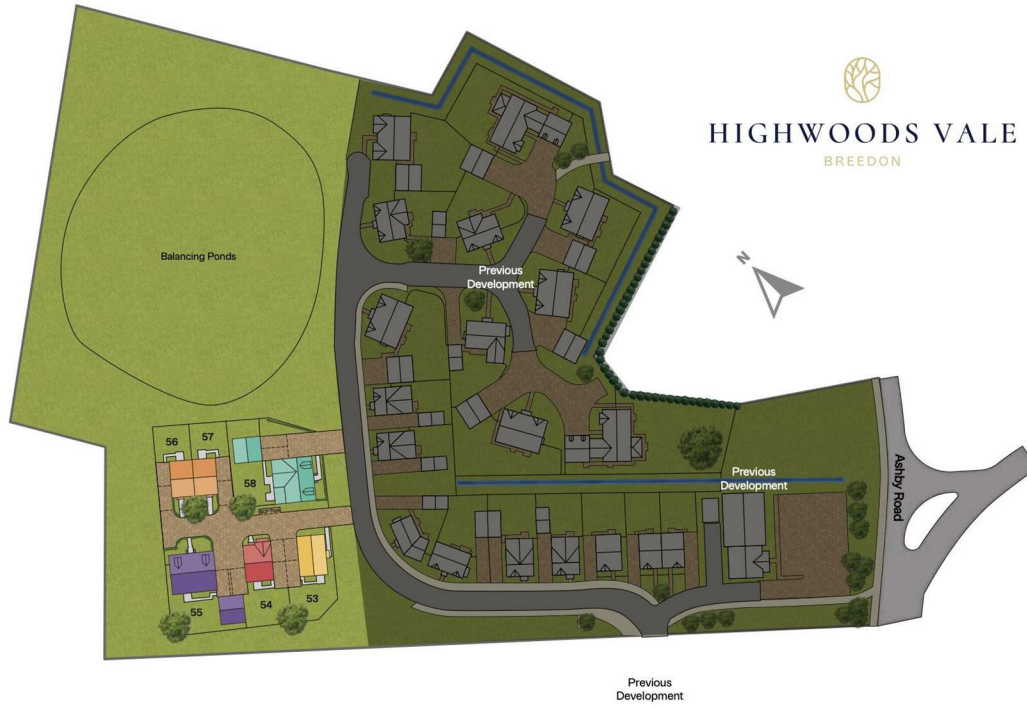 HIGHWOODS VALE
BREEDON
N
Balancing Ponds
Previous
Development
56
57
58
55
54
53
Previous
Development
Ashby Road
Previous
Development